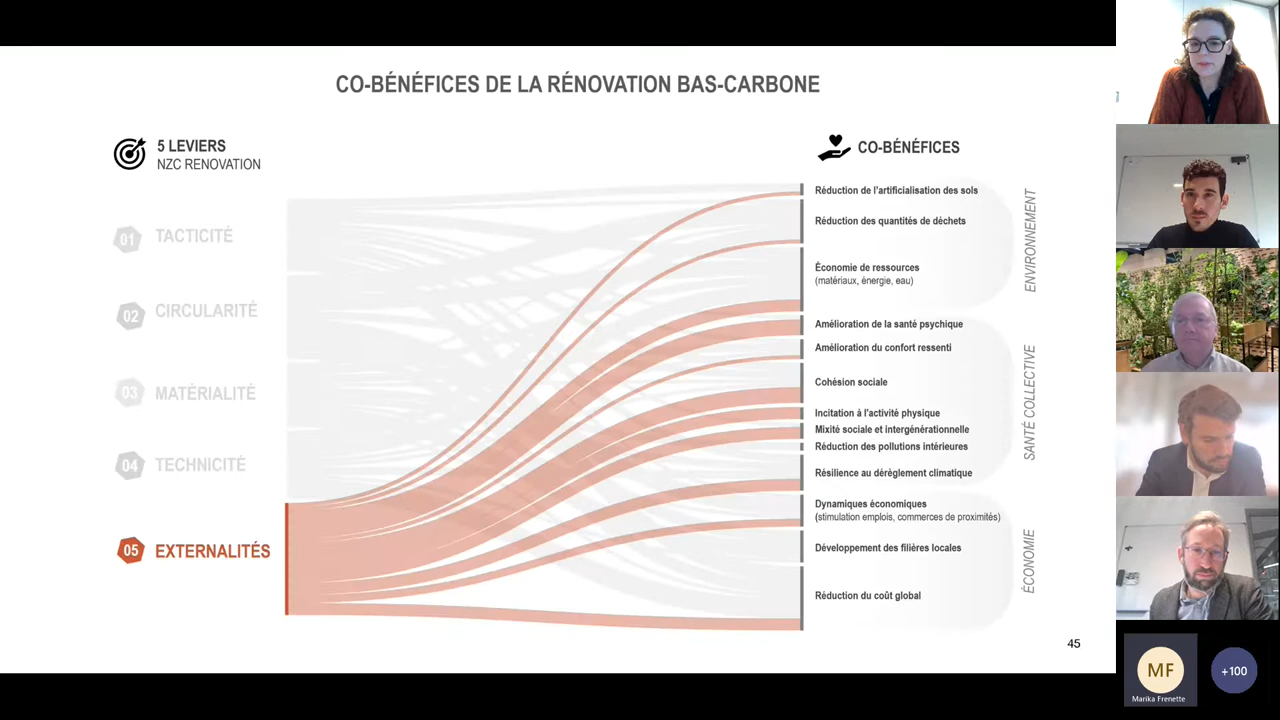 CO-BÉNÉFICES DE LA RÉNOVATION BAS-CARBONE
5 LEVIERS
NZC RENOVATION
01 TACTICITÉ
02 CIRCULARITÉ
03 MATÉRIALITÉ
04 TECHNICITÉ
05 EXTERNALITÉS
CO-BÉNÉFICES
Réduction de l'artificialisation des sols
Réduction des quantités de déchets
Économie de ressources
(matériaux, énergie, eau)
ENVIRONNEMENT
Amélioration de la santé psychique
Amélioration du confort ressenti
Cohésion sociale
Incitation à l'activité physique
Mixité sociale et intergénérationnelle
Réduction des pollutions intérieures
Résilience au dérèglement climatique
SANTÉ COLLECTIVE
Dynamiques économiques
(stimulation emplois, commerces de proximités)
Développement des filières locales
Réduction du coût global
ÉCONOMIE
45
MF
Marika Frenette
+100